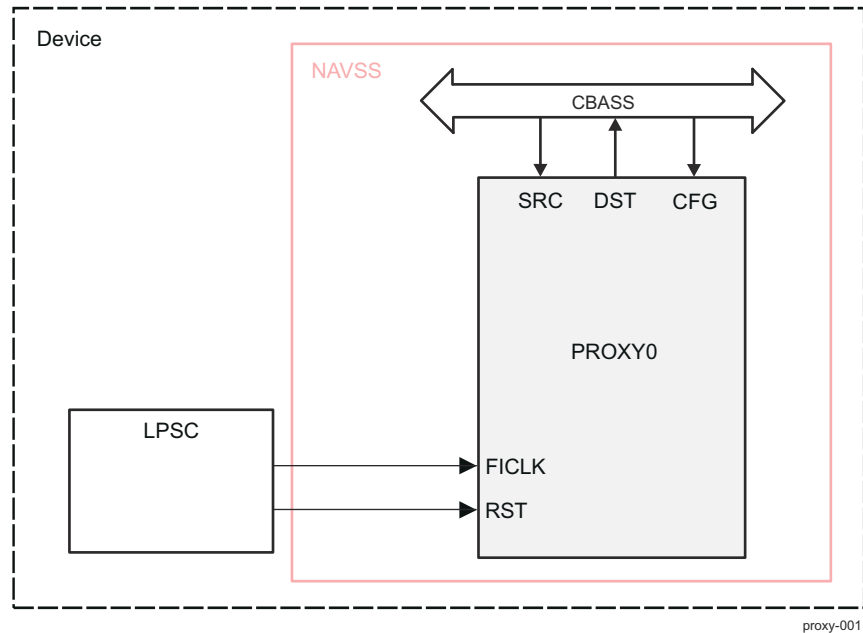 Device
NAVSS
CBASS
SRC DST CFG
PROXY0
LPSC
FICLK
RST
proxy-001